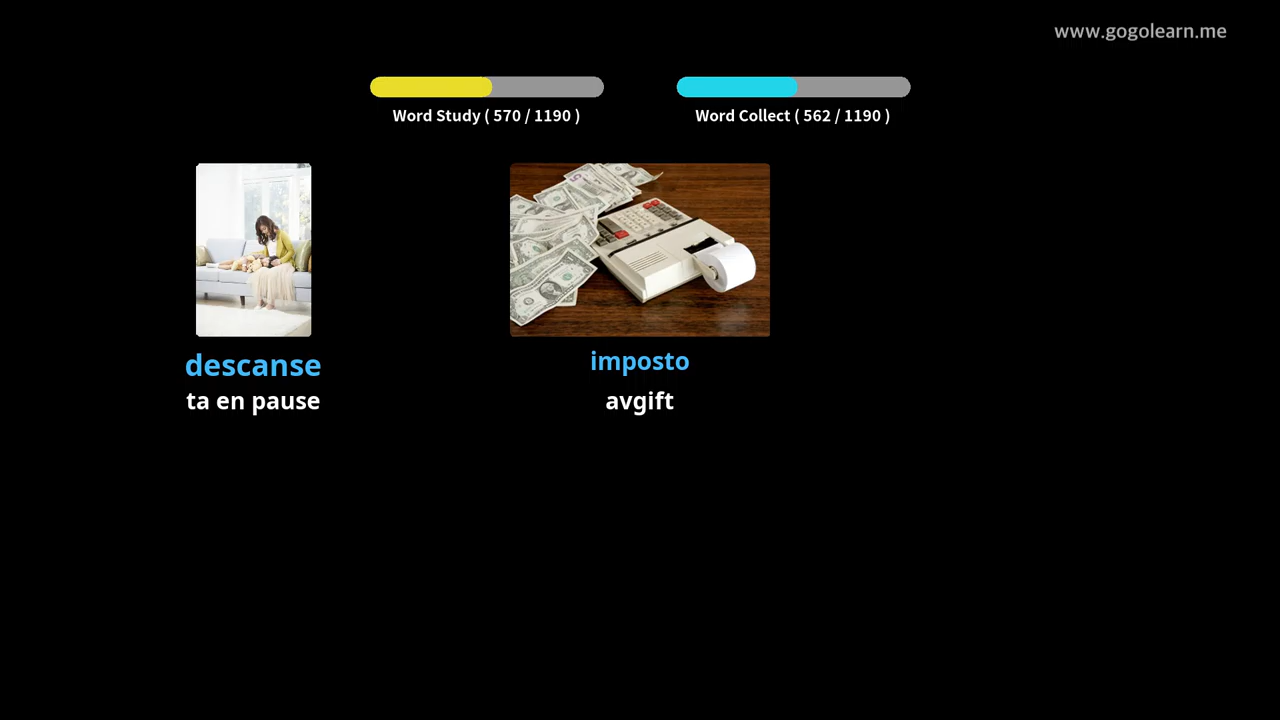 www.gogolearn.me
Word Study ( 570 / 1190 )
Word Collect ( 562 / 1190 )
descanse
ta en pause
imposto
avgift